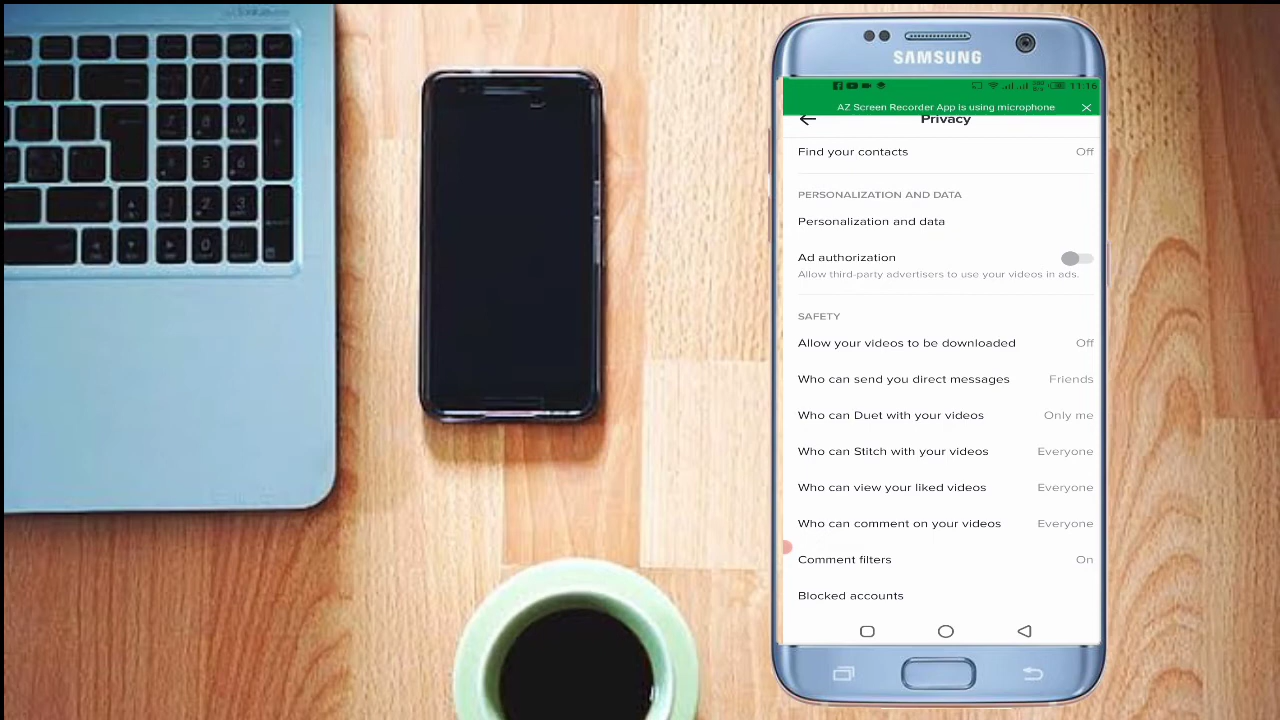 SAMSUNG
11:16
AZ Screen Recorder App is using microphone
Privacy
Find your contacts Off
PERSONALIZATION AND DATA
Personalization and data
Ad authorization
Allow third-party advertisers to use your videos in ads.
SAFETY
Allow your videos to be downloaded Off
Who can send you direct messages Friends
Who can Duet with your videos Only me
Who can Stitch with your videos Everyone
Who can view your liked videos Everyone
Who can comment on your videos Everyone
Comment filters On
Blocked accounts